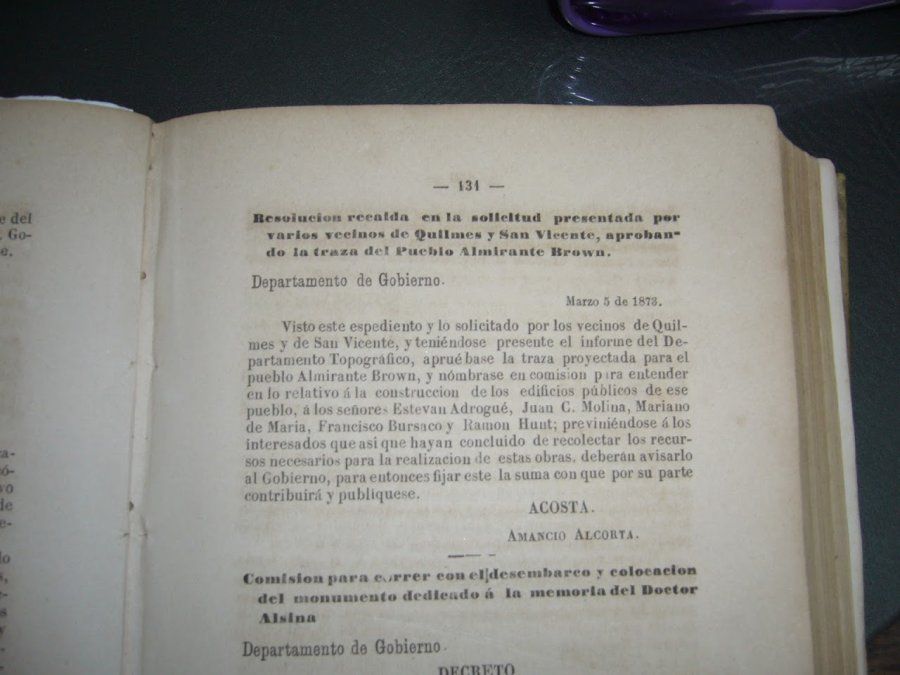 e del
Go-
e.
a-
ó-
vo
de
e-
lo
s,
e-
s
y
— 131 —
Resolucion recaida en la solicitud presentada por
varios vecinos de Quilmes y San Vicente, aproban-
do la traza del Pueblo Almirante Brown.
Departamento de Gobierno.
Marzo 5 de 1873.
Visto este espediento y lo solicitado por los vecinos de Quil-
mes y de San Vicente, y teniéndose presente el informe del De-
partamento Topográfico, apruébase la traza proyectada para el
pueblo Almirante Brown, y nómbrase en comision para entender
en lo relativo á la construccion de los edificios públicos de ese
pueblo, á los señores Estevan Adrogué, Juan C. Molina, Mariano
de Maria, Francisco Bursaco y Ramon Hunt; previniéndose á los
interesados que asi que hayan concluido de recolectar los recur-
sos necesarios para la realizacion de estas obras, deberán avisarlo
al Gobierno, para entonces fijar este la suma con que por su parte
contribuirá y publíquese.
ACOSTA.
AMANCIO ALCORTA.
Comision para correr con el desembarco y colocacion
del monumento dedicado á la memoria del Doctor
Alsina
Departamento de Gobierno.
DECRETO